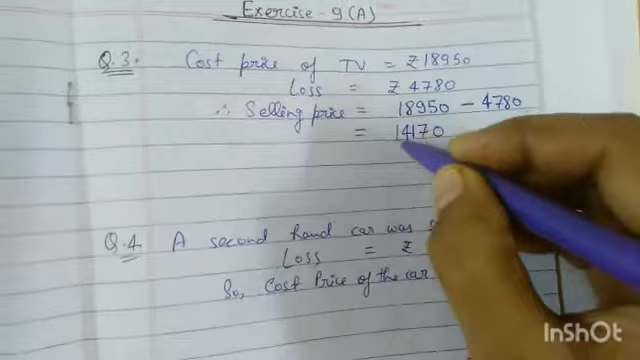 Exercise - 9(A)
Q.3. Cost price of TV = ₹18950
Loss = ₹ 4780
∴ Selling price = 18950 - 4780
= 14170
Q.4 A second hand car was
Loss = ₹
So, Cost Price of the car
InShOt